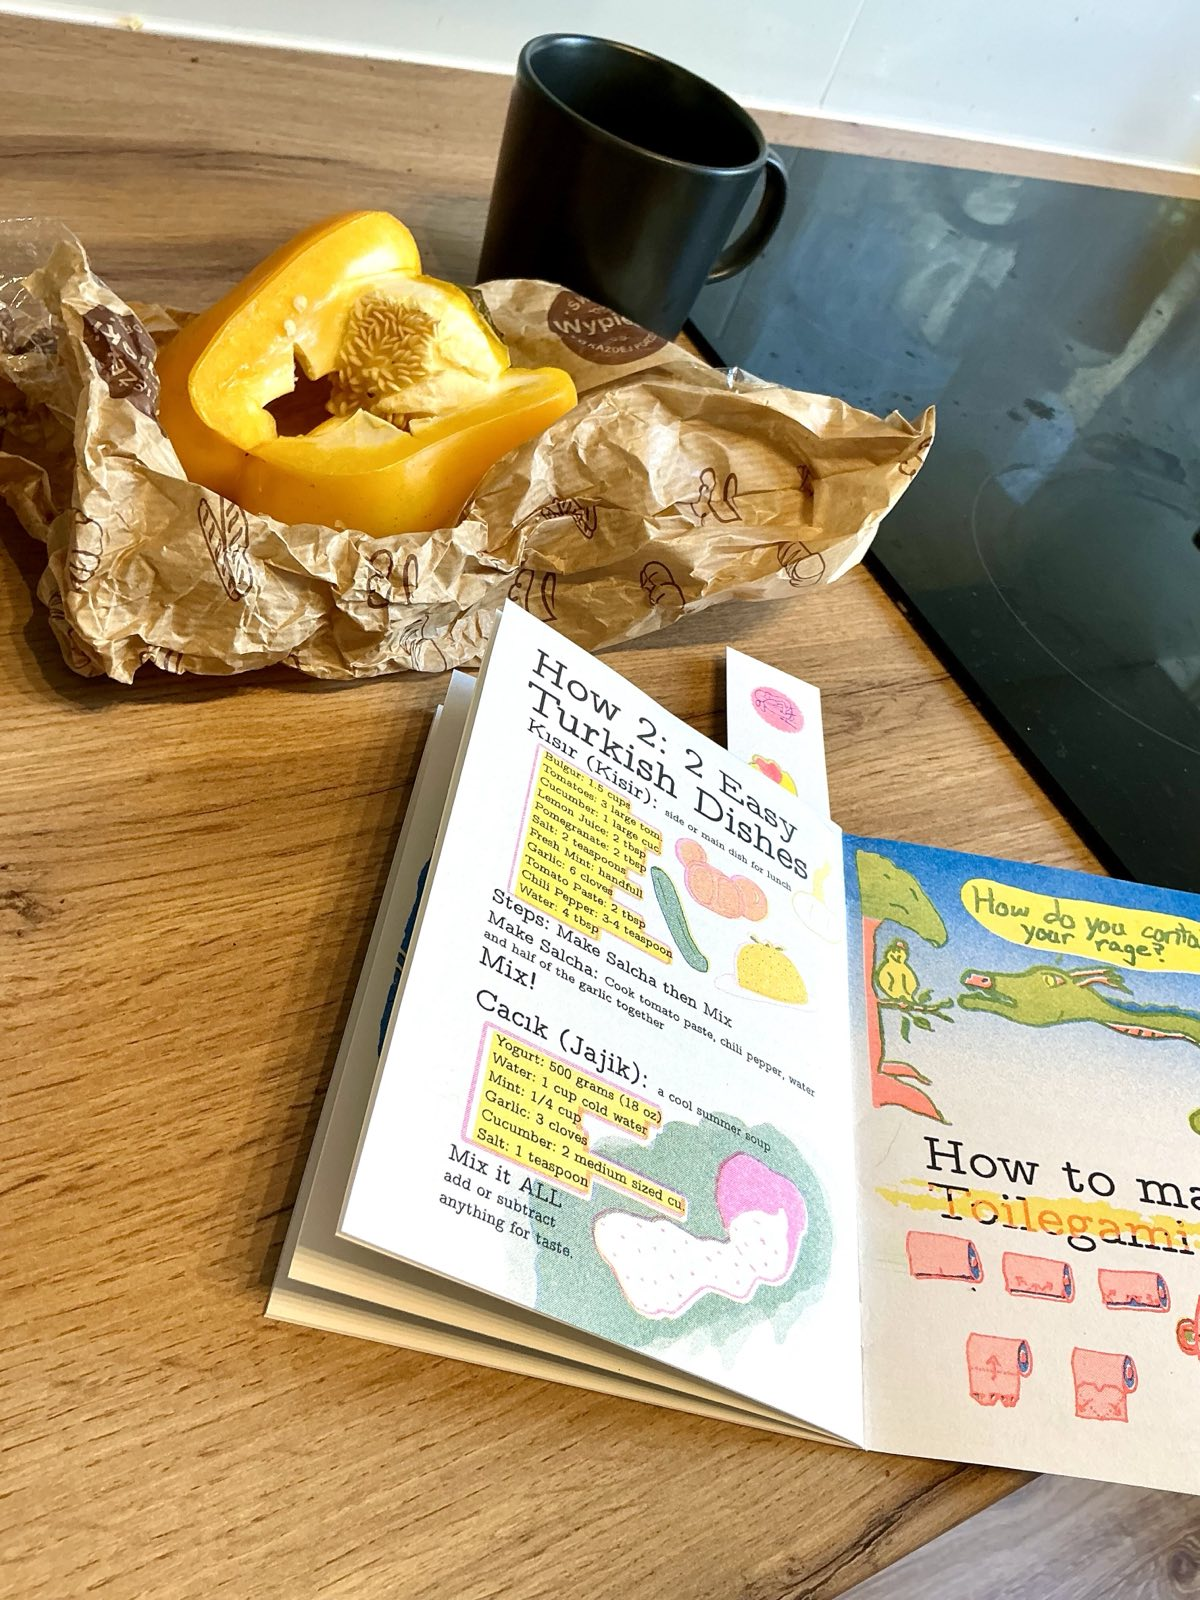 How 2: 2 Easy
Turkish Dishes
Kısır (Kisir): side or main dish for lunch
Bulgur: 1.5 cups
Tomatoes: 3 large tom.
Cucumber: 1 large cuc
Lemon Juice: 2 tbsp
Pomegranate: 2 tbsp
Salt: 2 teaspoons
Fresh Mint: handfull
Garlic: 6 cloves
Tomato Paste: 2 tbsp
Chili Pepper: 3-4 teaspoon
Water: 4 tbsp
Steps: Make Salcha then Mix
Make Salcha: Cook tomato paste, chili pepper, water
and half of the garlic together
Mix!
Cacık (Jajik): a cool summer soup
Yogurt: 500 grams (18 oz)
Water: 1 cup cold water
Mint: 1/4 cup
Garlic: 3 cloves
Cucumber: 2 medium sized cu.
Salt: 1 teaspoon
Mix it ALL
add or subtract
anything for taste.
How do you conta
your rage?
How to ma
Toilegami